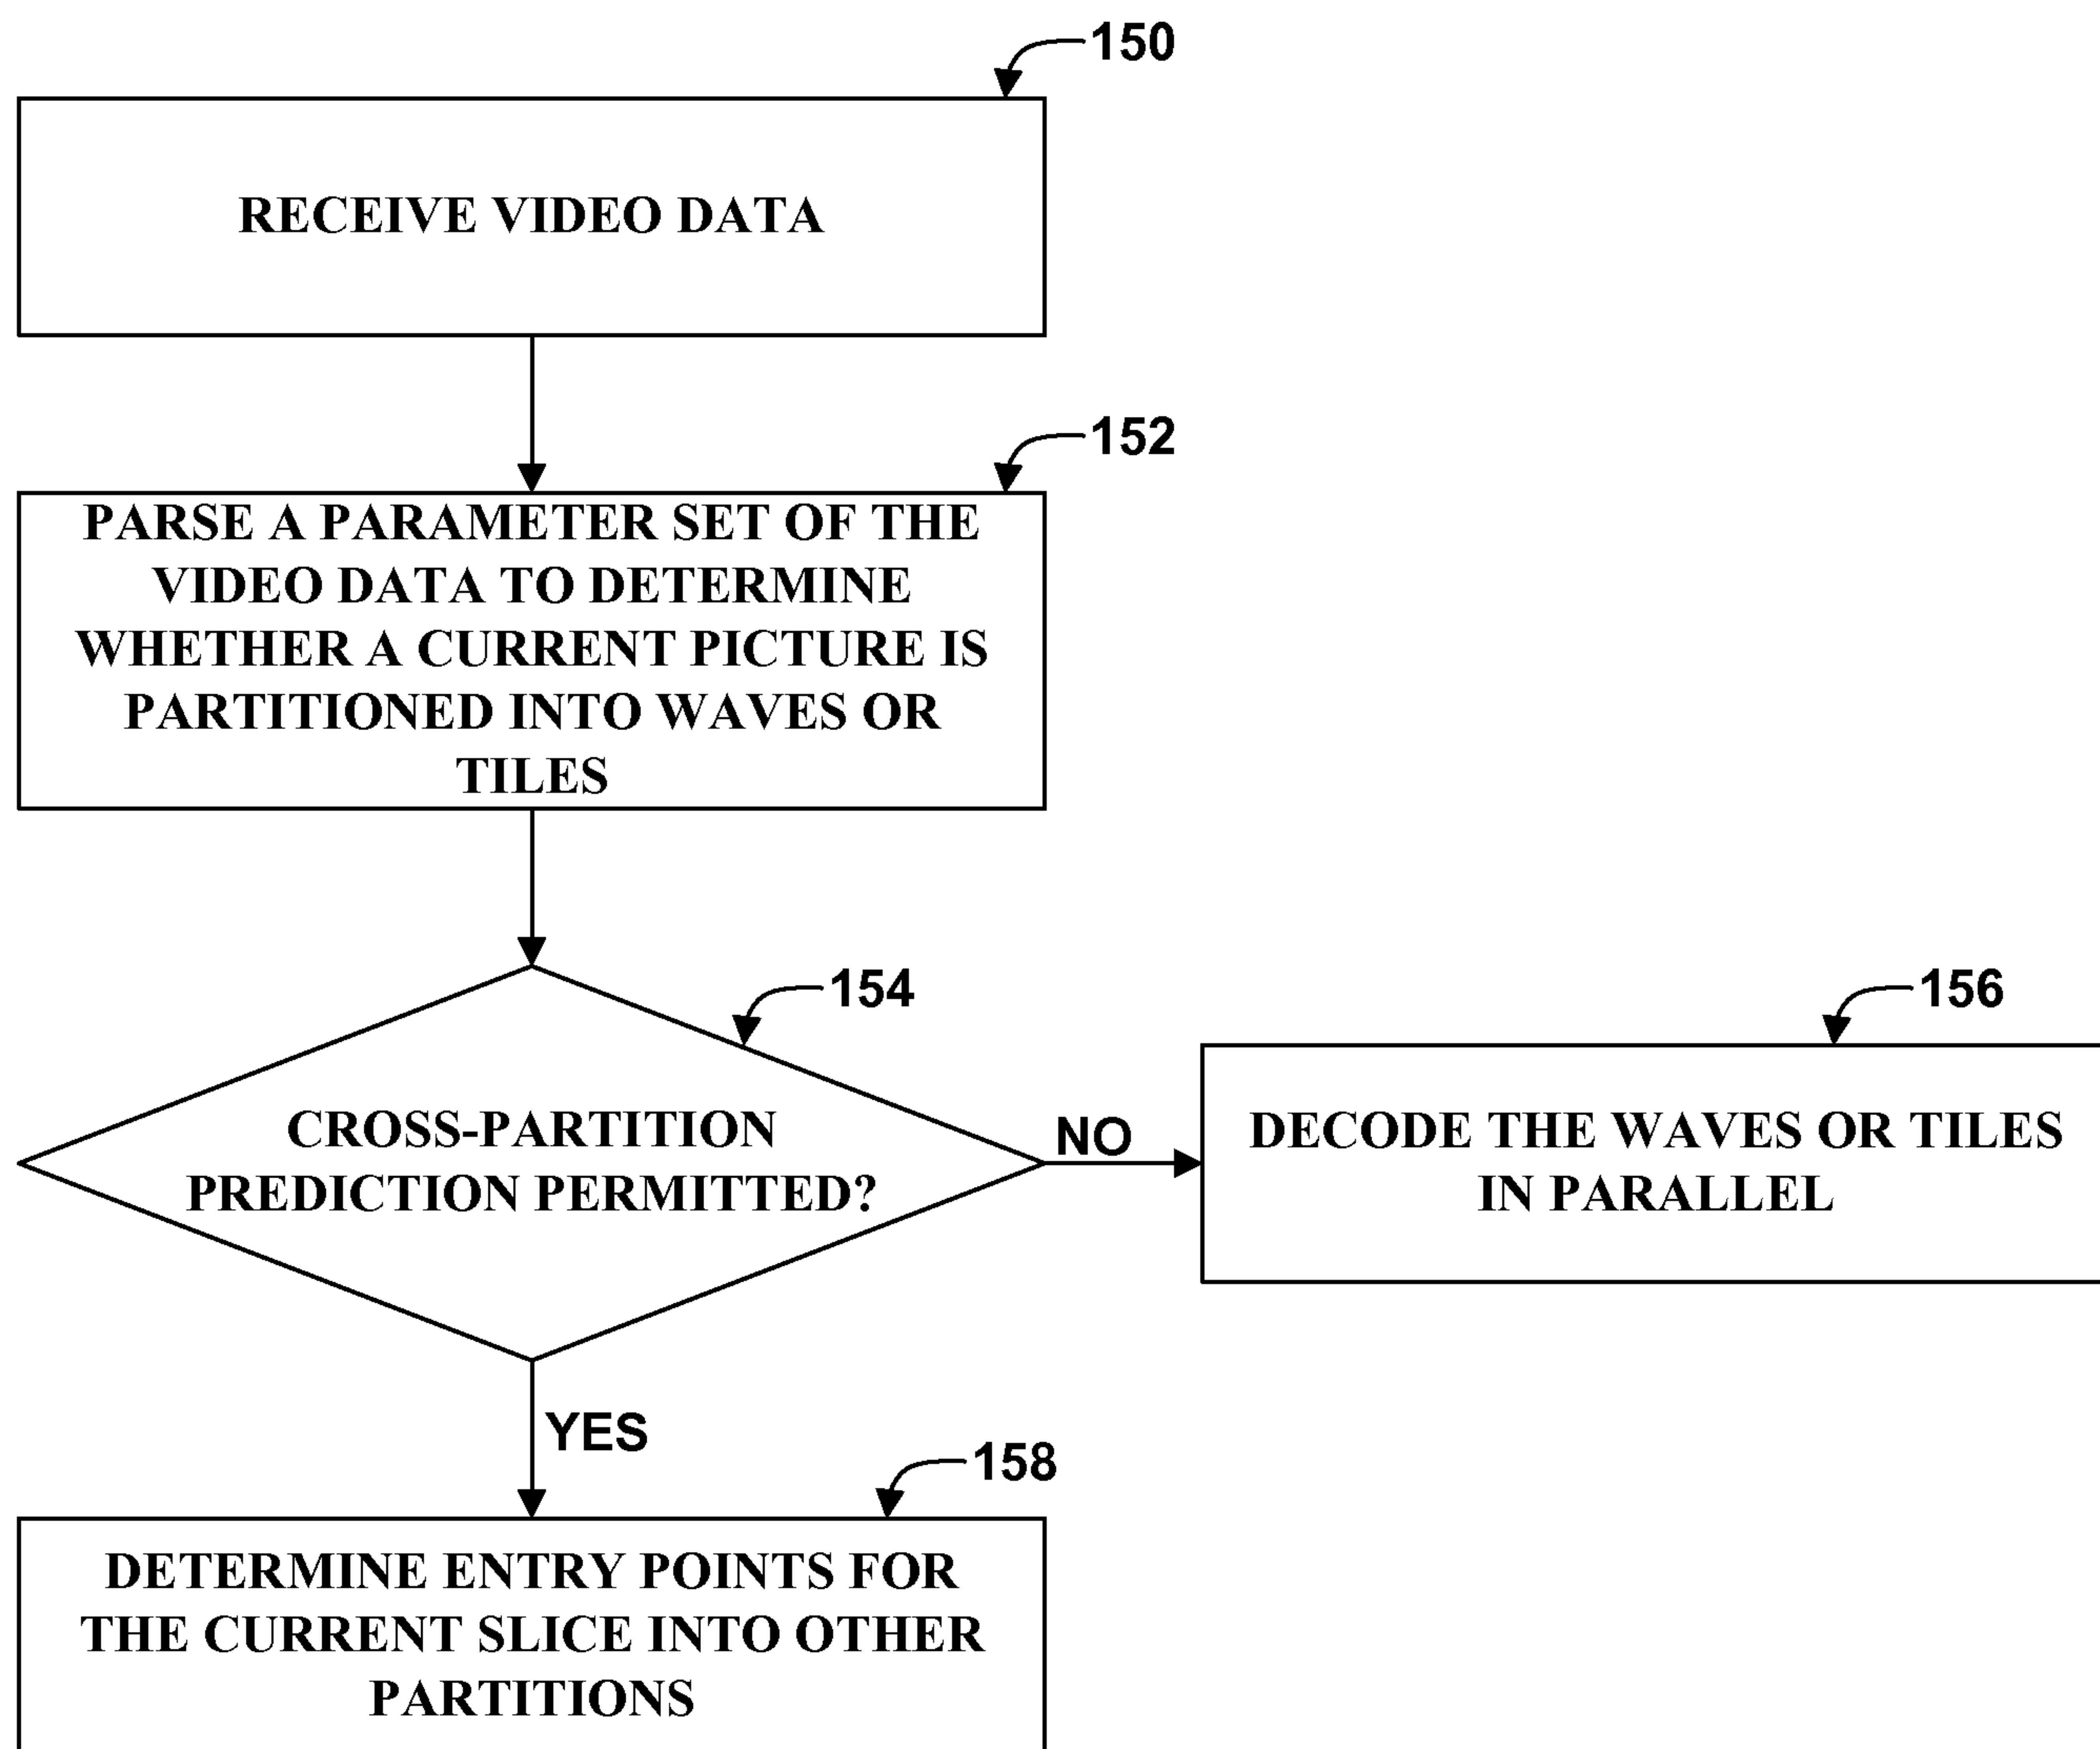 150
RECEIVE VIDEO DATA
152
PARSE A PARAMETER SET OF THE
VIDEO DATA TO DETERMINE
WHETHER A CURRENT PICTURE IS
PARTITIONED INTO WAVES OR
TILES
154
CROSS-PARTITION
PREDICTION PERMITTED?
NO
156
DECODE THE WAVES OR TILES
IN PARALLEL
YES
158
DETERMINE ENTRY POINTS FOR
THE CURRENT SLICE INTO OTHER
PARTITIONS